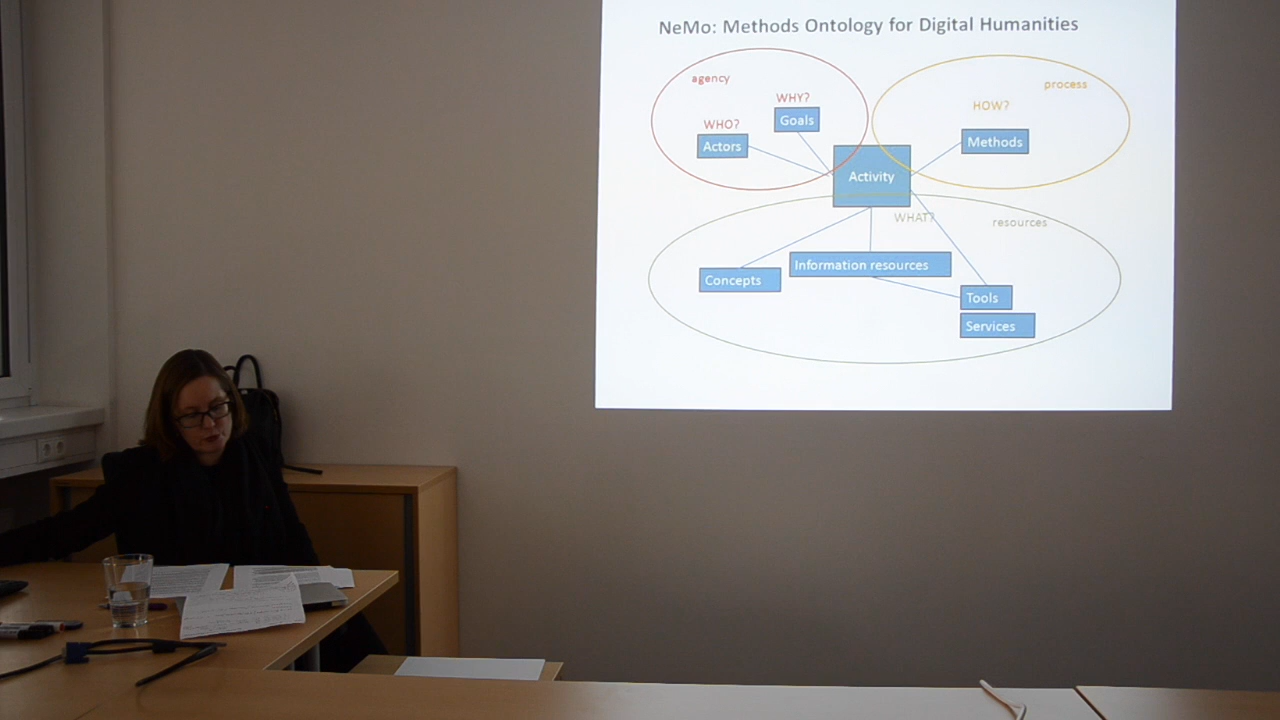 NeMo: Methods Ontology for Digital Humanities
agency
process
WHY?
HOW?
Goals
WHO?
Methods
Actors
Activity
WHAT?
resources
Information resources
Concepts
Tools
Services